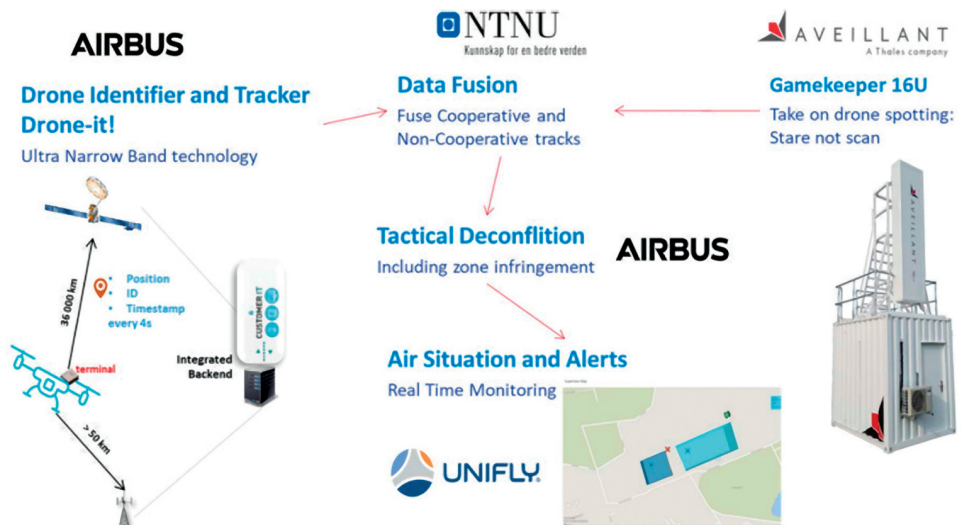 AIRBUS
Drone Identifier and Tracker
Drone-it!
Ultra Narrow Band technology
36 000 km
• Position
• ID
• Timestamp
every 4s
terminal
CUSTOMER IT
Integrated
Backend
> 50 km
NTNU
Kunnskap for en bedre verden
Data Fusion
Fuse Cooperative and
Non-Cooperative tracks
Tactical Deconflition
Including zone infringement
AIRBUS
Air Situation and Alerts
Real Time Monitoring
UNIFLY
AVEILLANT
A Thales company
Gamekeeper 16U
Take on drone spotting:
Stare not scan
AVEILLANT